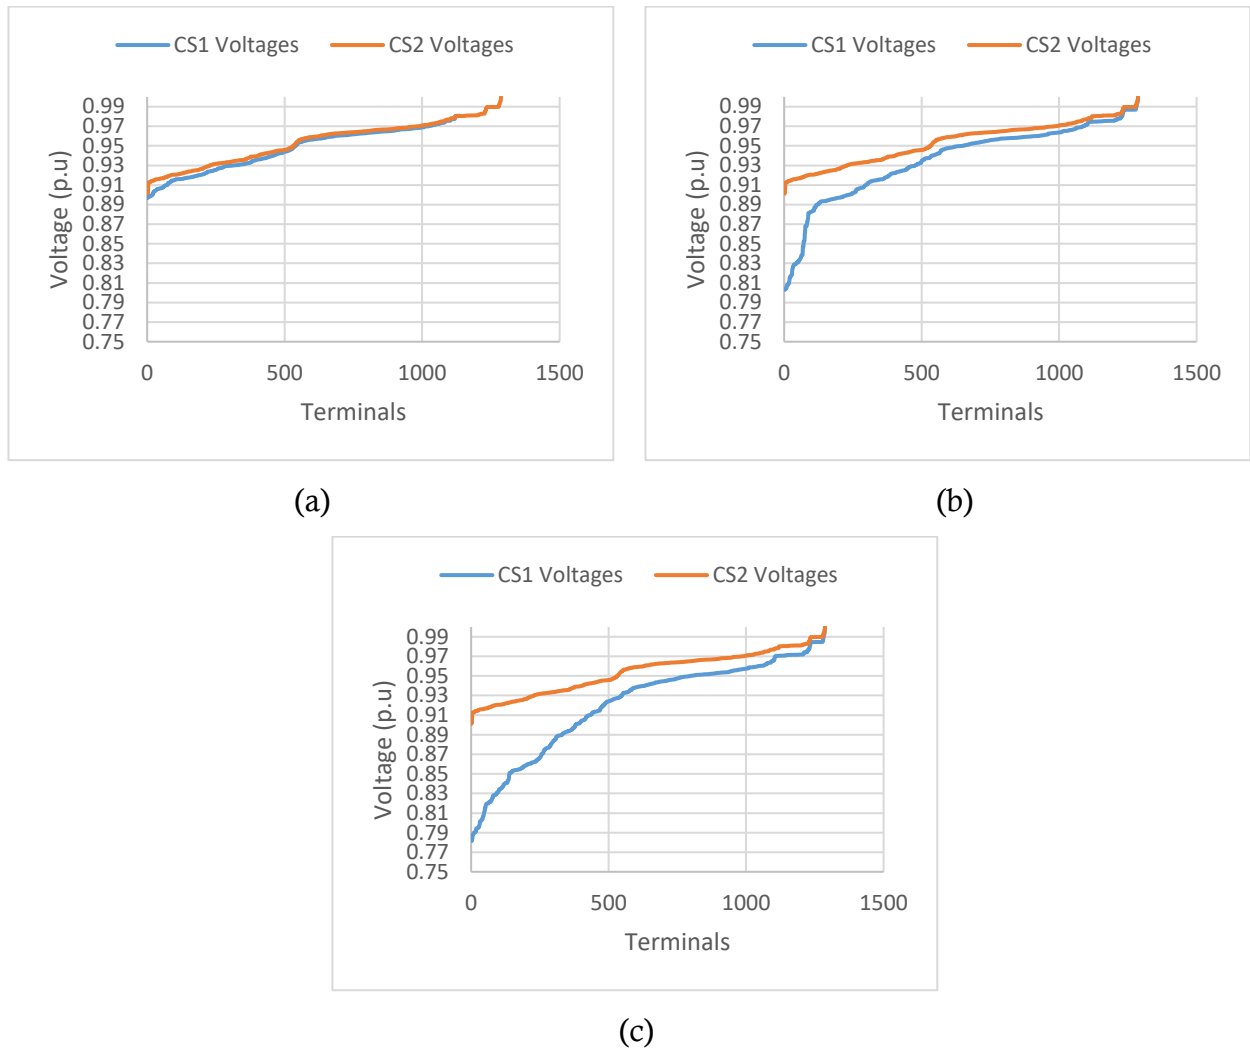 CS1 Voltages CS2 Voltages
Voltage (p.u)
0.99
0.97
0.95
0.93
0.91
0.89
0.87
0.85
0.83
0.81
0.79
0.77
0.75
0 500 1000 1500
Terminals
(a)
CS1 Voltages CS2 Voltages
Voltage (p.u)
0.99
0.97
0.95
0.93
0.91
0.89
0.87
0.85
0.83
0.81
0.79
0.77
0.75
0 500 1000 1500
Terminals
(b)
CS1 Voltages CS2 Voltages
Voltage (p.u)
0.99
0.97
0.95
0.93
0.91
0.89
0.87
0.85
0.83
0.81
0.79
0.77
0.75
0 500 1000 1500
Terminals
(c)